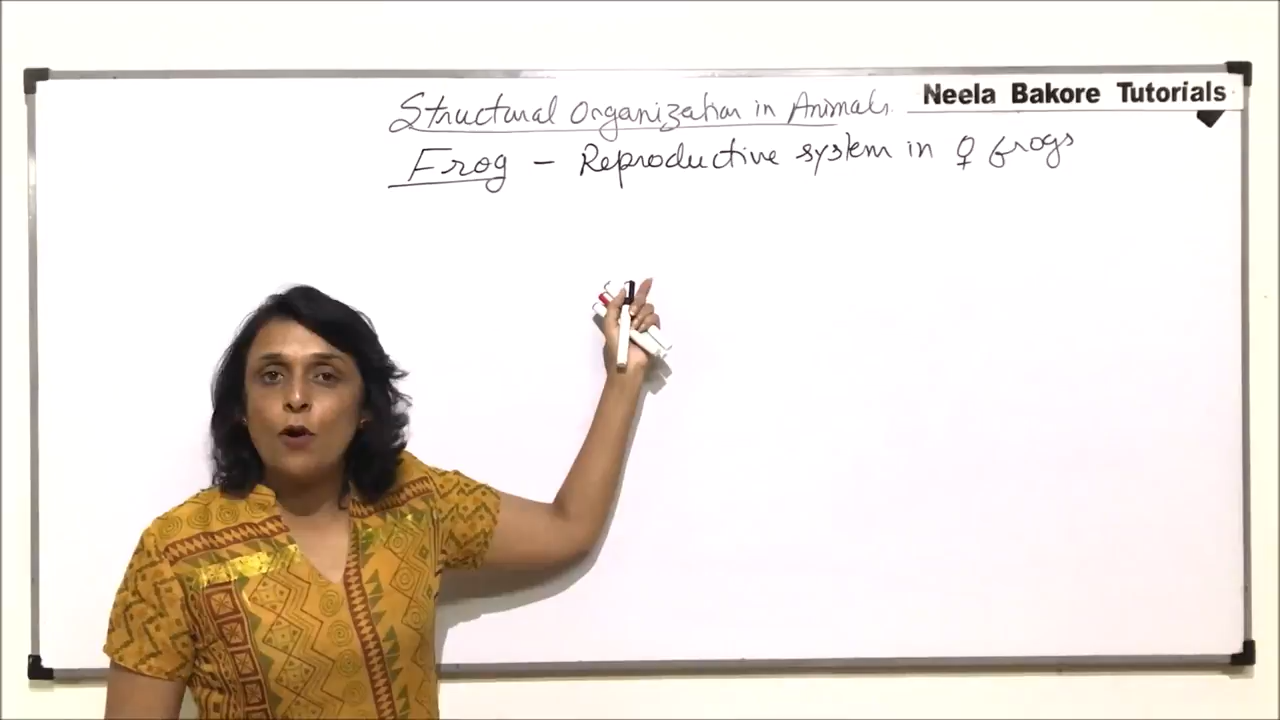 Neela Bakore Tutorials
Structural Organization in Animals.
Frog - Reproductive system in ♀ frogs